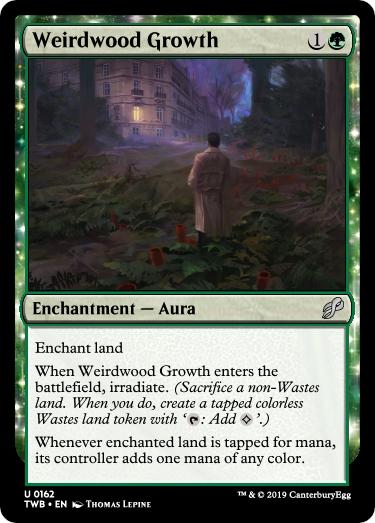 Weirdwood Growth 1
Enchantment — Aura
Enchant land
When Weirdwood Growth enters the
battlefield, irradiate. (Sacrifice a non-Wastes
land. When you do, create a tapped colorless
Wastes land token with ‘: Add ’.)
Whenever enchanted land is tapped for mana,
its controller adds one mana of any color.
U 0162
TWB • EN Thomas Lepine
™ & © 2019 CanterburyEgg